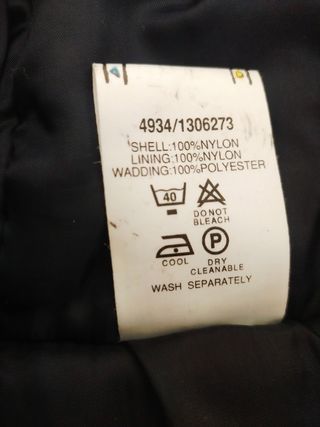 4934/1306273
SHELL:100%NYLON
LINING:100%NYLON
WADDING:100%POLYESTER
40
DO NOT
BLEACH
P
COOL
DRY
CLEANABLE
WASH SEPARATELY